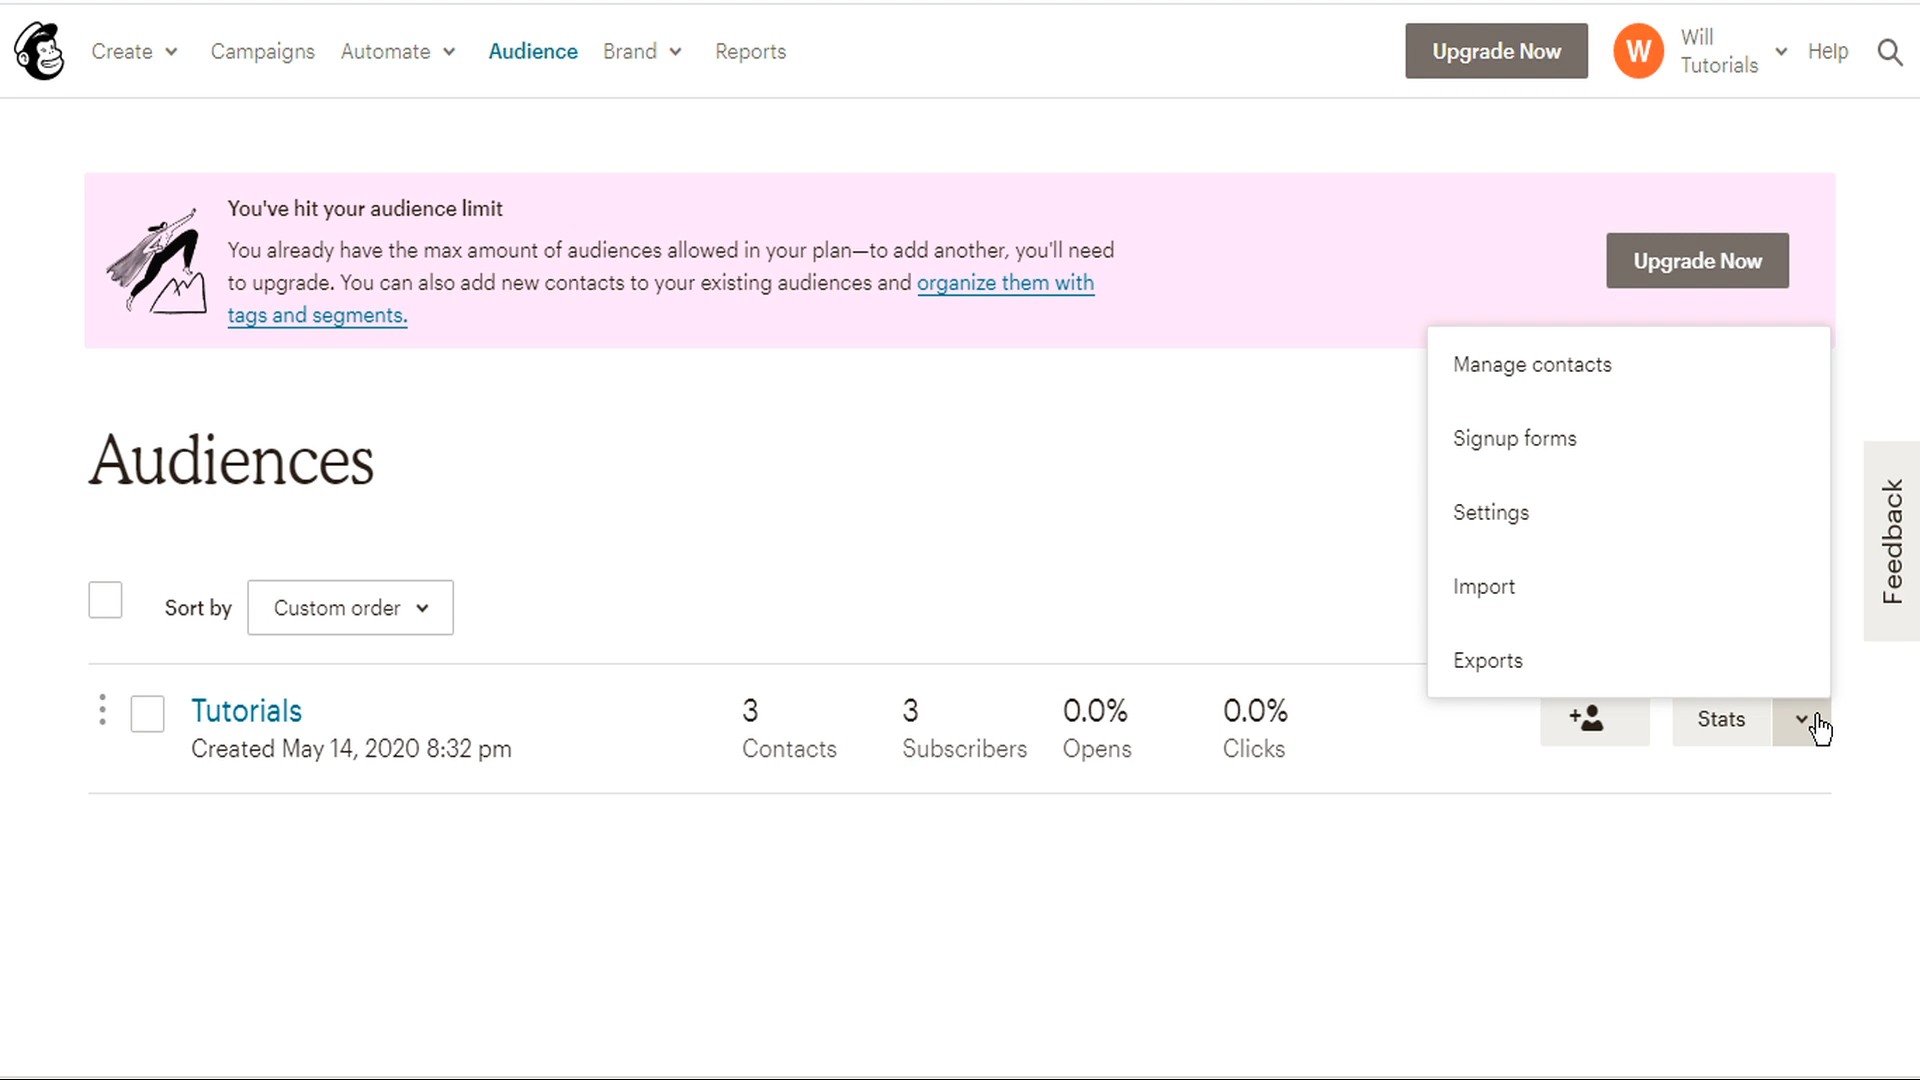 Create
Campaigns
Automate
Audience
Brand
Reports
Upgrade Now
W
Will
Tutorials
Help
You've hit your audience limit
You already have the max amount of audiences allowed in your plan—to add another, you'll need
to upgrade. You can also add new contacts to your existing audiences and organize them with
tags and segments.
Upgrade Now
Manage contacts
Signup forms
Settings
Import
Exports
Audiences
Feedback
Sort by
Custom order
Tutorials
Created May 14, 2020 8:32 pm
3
Contacts
3
Subscribers
0.0%
Opens
0.0%
Clicks
Stats